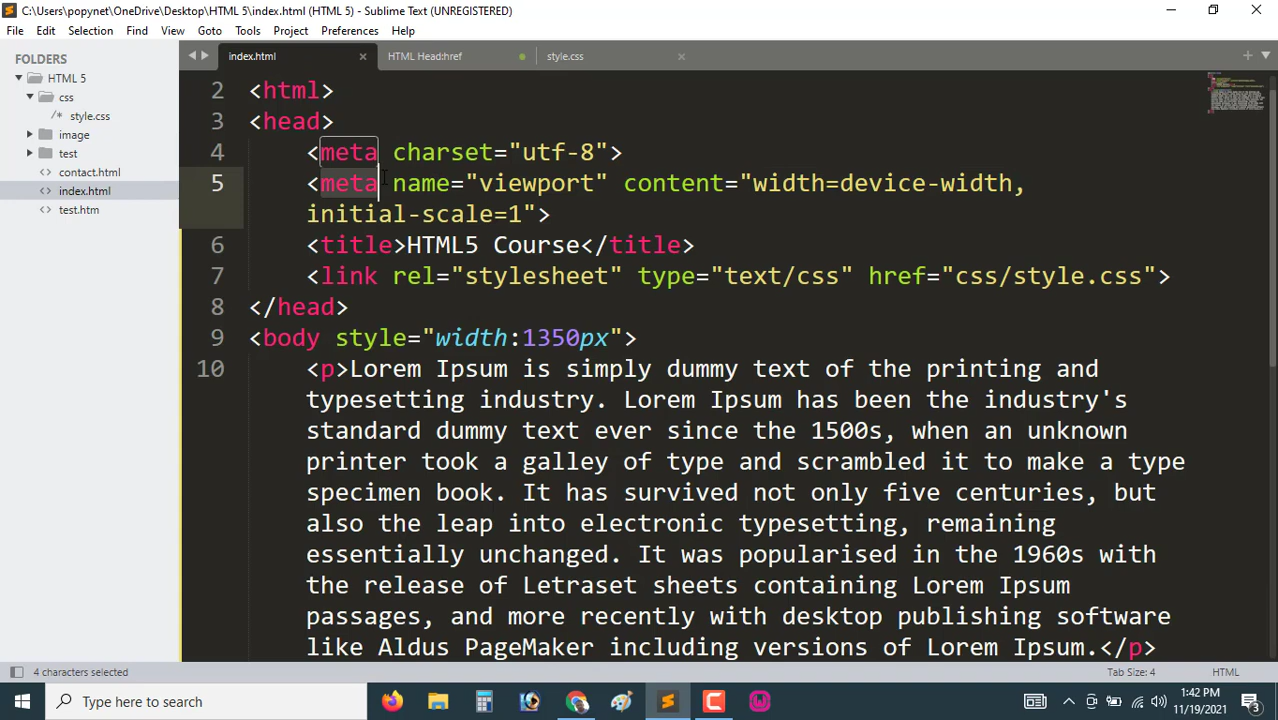 C:\Users\popynet\OneDrive\Desktop\HTML 5\index.html (HTML 5) - Sublime Text (UNREGISTERED)
File Edit Selection Find View Goto Tools Project Preferences Help
FOLDERS
HTML 5
css
/* style.css
image
test
contact.html
index.html
test.htm
index.html HTML Head:href style.css
2 <html>
3 <head>
4 <meta charset="utf-8">
5 <meta name="viewport" content="width=device-width,
initial-scale=1">
6 <title>HTML5 Course</title>
7 <link rel="stylesheet" type="text/css" href="css/style.css">
8 </head>
9 <body style="width:1350px">
10 <p>Lorem Ipsum is simply dummy text of the printing and
typesetting industry. Lorem Ipsum has been the industry's
standard dummy text ever since the 1500s, when an unknown
printer took a galley of type and scrambled it to make a type
specimen book. It has survived not only five centuries, but
also the leap into electronic typesetting, remaining
essentially unchanged. It was popularised in the 1960s with
the release of Letraset sheets containing Lorem Ipsum
passages, and more recently with desktop publishing software
like Aldus PageMaker including versions of Lorem Ipsum.</p>
4 characters selected Tab Size: 4 HTML
Type here to search
1:42 PM
11/19/2021
3